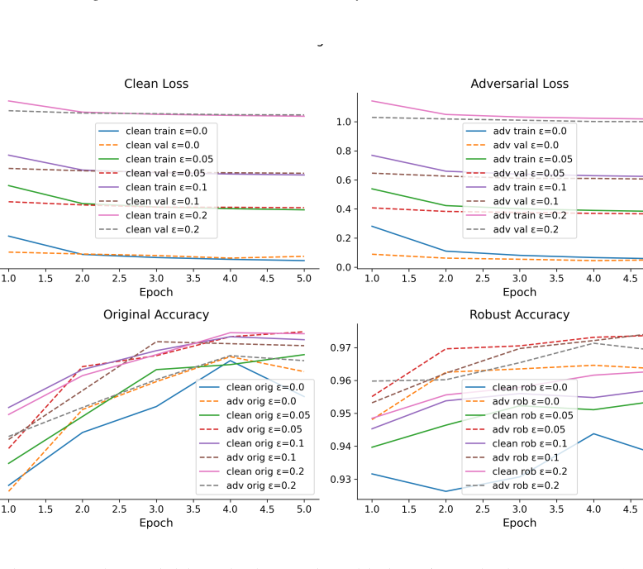 Clean Loss
clean train ε=0.0
clean val ε=0.0
clean train ε=0.05
clean val ε=0.05
clean train ε=0.1
clean val ε=0.1
clean train ε=0.2
clean val ε=0.2
1.0 1.5 2.0 2.5 3.0 3.5 4.0 4.5 5.0
Epoch
Adversarial Loss
1.0
0.8
0.6
0.4
0.2
0.0
adv train ε=0.0
adv val ε=0.0
adv train ε=0.05
adv val ε=0.05
adv train ε=0.1
adv val ε=0.1
adv train ε=0.2
adv val ε=0.2
1.0 1.5 2.0 2.5 3.0 3.5 4.0 4.5
Epoch
Original Accuracy
clean orig ε=0.0
adv orig ε=0.0
clean orig ε=0.05
adv orig ε=0.05
clean orig ε=0.1
adv orig ε=0.1
clean orig ε=0.2
adv orig ε=0.2
1.0 1.5 2.0 2.5 3.0 3.5 4.0 4.5 5.0
Epoch
Robust Accuracy
0.97
0.96
0.95
0.94
0.93
clean rob ε=0.0
adv rob ε=0.0
clean rob ε=0.05
adv rob ε=0.05
clean rob ε=0.1
adv rob ε=0.1
clean rob ε=0.2
adv rob ε=0.2
1.0 1.5 2.0 2.5 3.0 3.5 4.0 4.5
Epoch